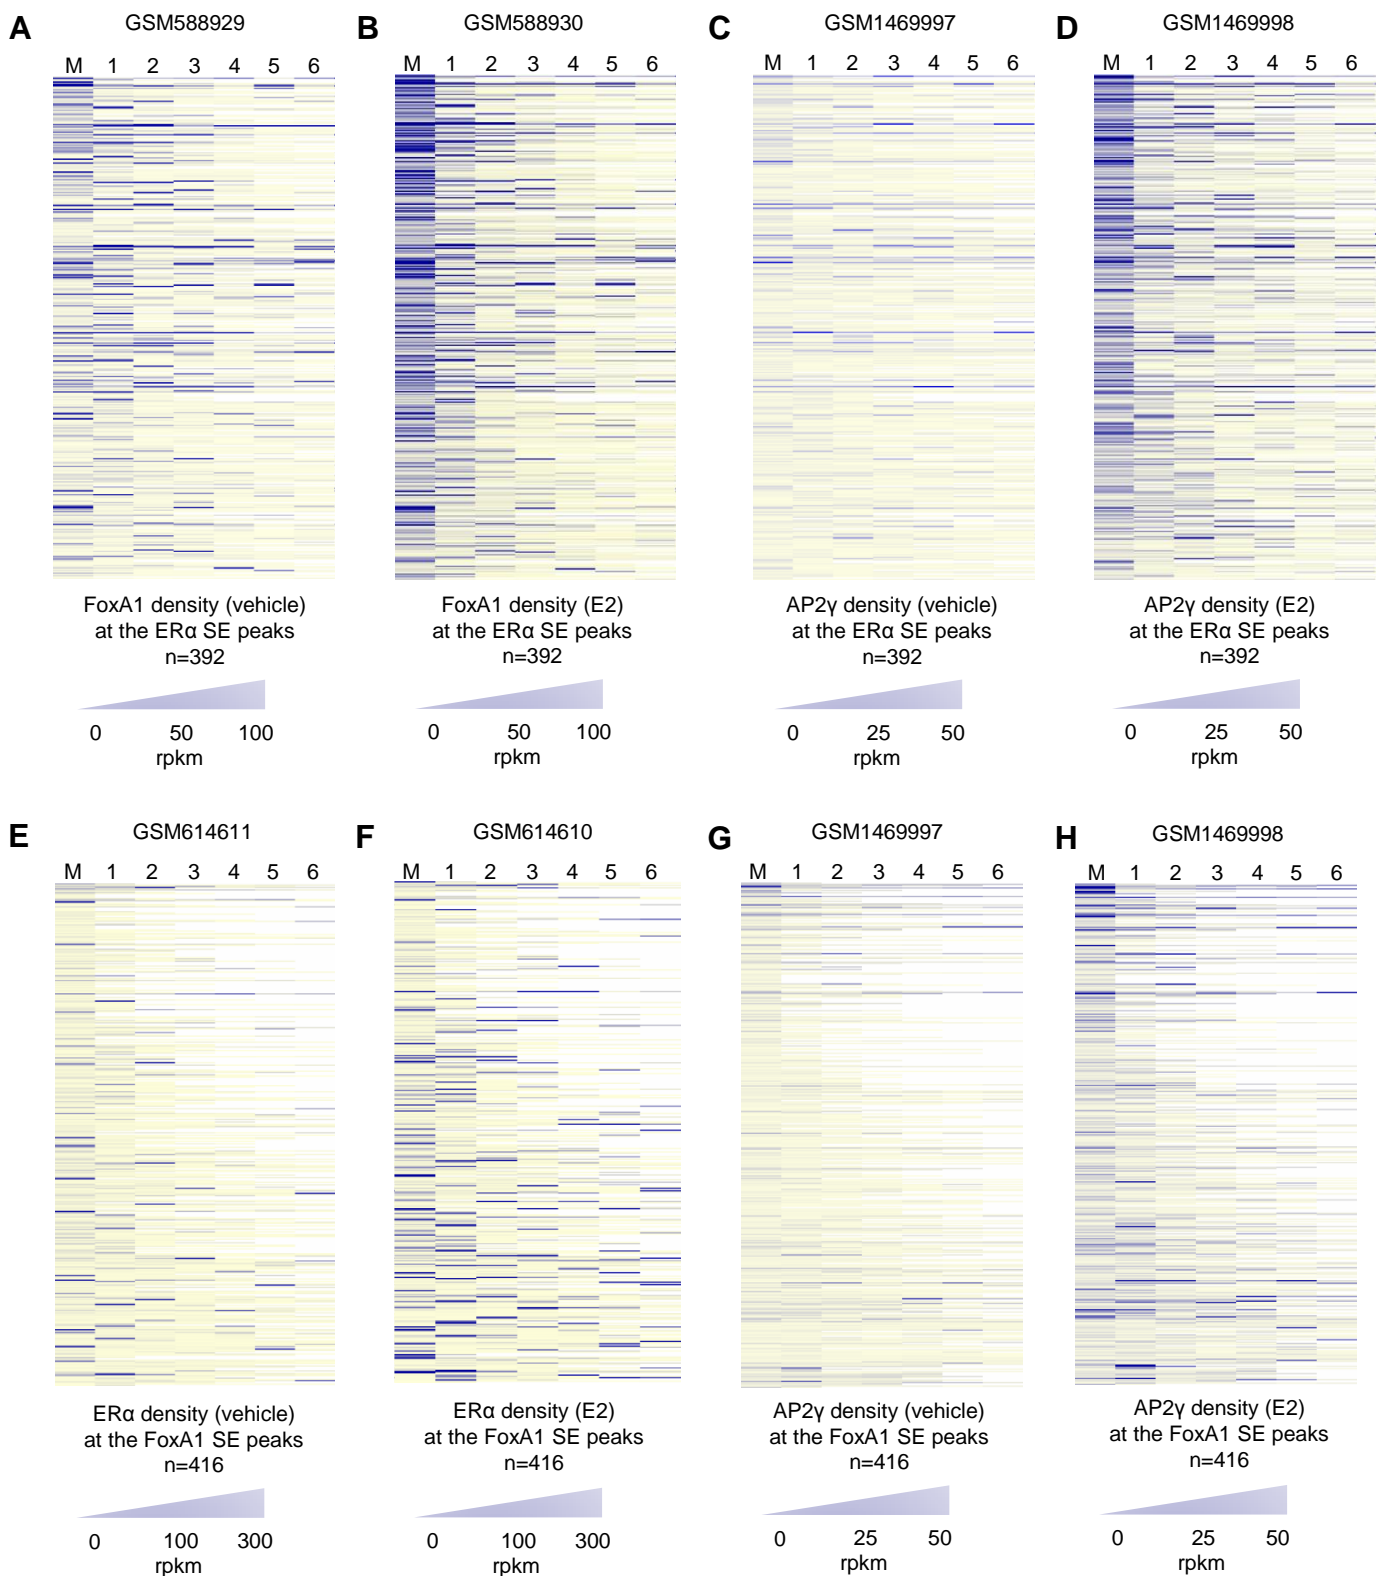 A GSM588929 B GSM588930 C GSM1469997 D GSM1469998
M 1 2 3 4 5 6 M 1 2 3 4 5 6 M 1 2 3 4 5 6 M 1 2 3 4 5 6
FoxA1 density (vehicle)
at the ERα SE peaks
n=392
0 50 100
rpkm
FoxA1 density (E2)
at the ERα SE peaks
n=392
0 50 100
rpkm
AP2γ density (vehicle)
at the ERα SE peaks
n=392
0 25 50
rpkm
AP2γ density (E2)
at the ERα SE peaks
n=392
0 25 50
rpkm
E GSM614611 F GSM614610 G GSM1469997 H GSM1469998
M 1 2 3 4 5 6 M 1 2 3 4 5 6 M 1 2 3 4 5 6 M 1 2 3 4 5 6
ERα density (vehicle)
at the FoxA1 SE peaks
n=416
0 100 300
rpkm
ERα density (E2)
at the FoxA1 SE peaks
n=416
0 100 300
rpkm
AP2γ density (vehicle)
at the FoxA1 SE peaks
n=416
0 25 50
rpkm
AP2γ density (E2)
at the FoxA1 SE peaks
n=416
0 25 50
rpkm